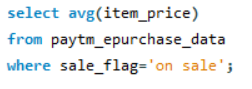 select avg(item_price)
from paytm_epurchase_data
where sale_flag='on sale';